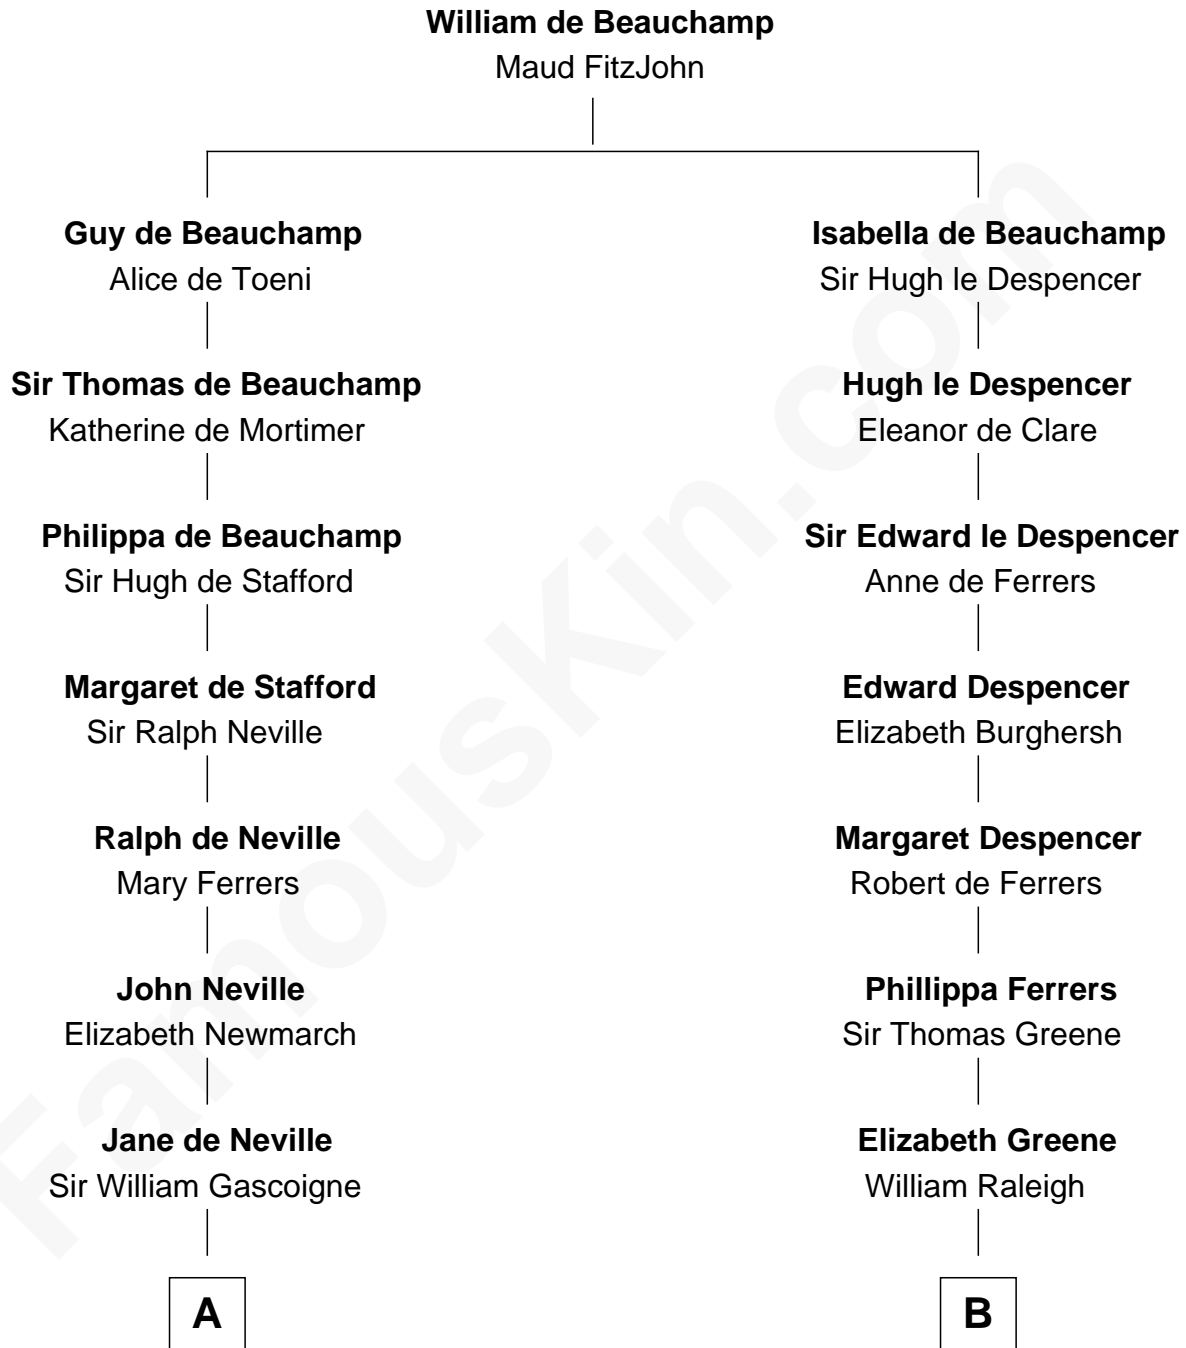 William de Beauchamp
Maud FitzJohn
Guy de Beauchamp
Alice de Toeni
Isabella de Beauchamp
Sir Hugh le Despencer
Sir Thomas de Beauchamp
Katherine de Mortimer
Hugh le Despencer
Eleanor de Clare
Philippa de Beauchamp
Sir Hugh de Stafford
Sir Edward le Despencer
Anne de Ferrers
Margaret de Stafford
Sir Ralph Neville
Edward Despencer
Elizabeth Burghersh
Ralph de Neville
Mary Ferrers
Margaret Despencer
Robert de Ferrers
John Neville
Elizabeth Newmarch
Phillippa Ferrers
Sir Thomas Greene
Jane de Neville
Sir William Gascoigne
Elizabeth Greene
William Raleigh
A
B
FamousKin.com